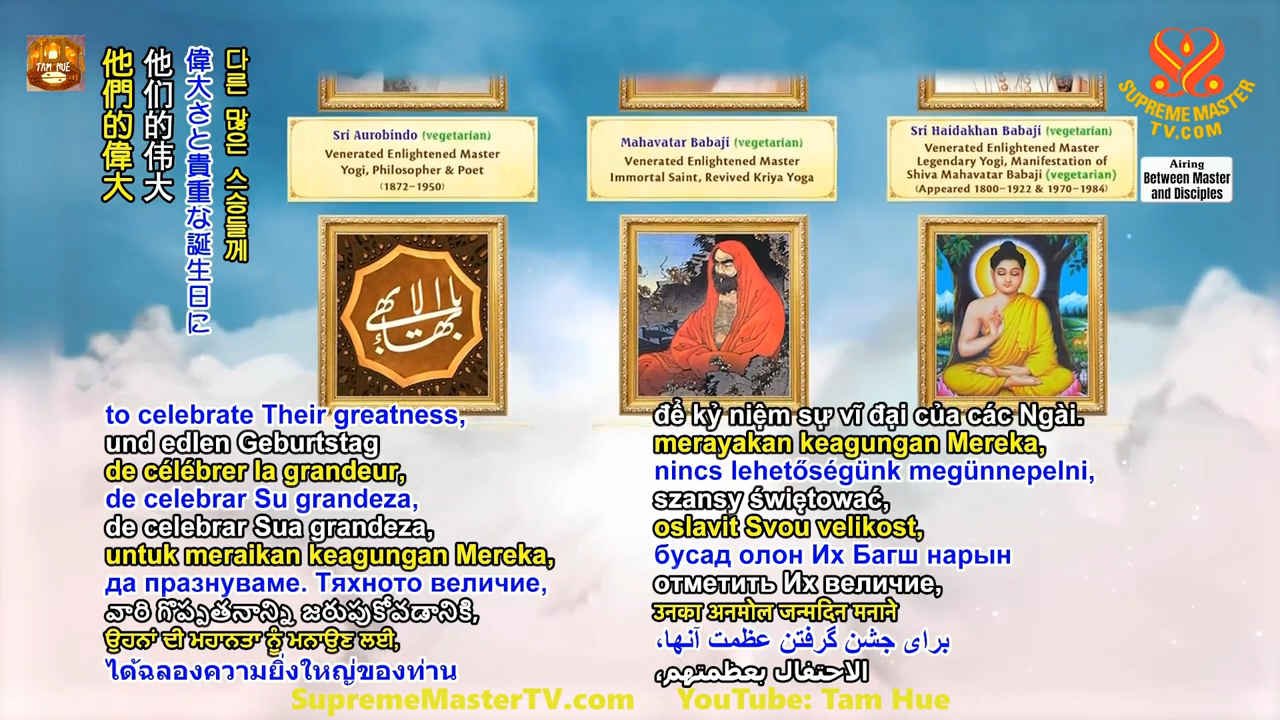 TAM HUE
他們的偉大
他们的伟大
偉大さと貴重な誕生日に
다른 많은 스승들께
SUPREME MASTER
TV.COM
Airing
Between Master
and Disciples
Sri Aurobindo (vegetarian)
Venerated Enlightened Master
Yogi, Philosopher & Poet
(1872–1950)
Mahavatar Babaji (vegetarian)
Venerated Enlightened Master
Immortal Saint, Revived Kriya Yoga
Sri Haidakhan Babaji (vegetarian)
Venerated Enlightened Master
Legendary Yogi, Manifestation of
Shiva Mahavatar Babaji (vegetarian)
(Appeared 1800–1922 & 1970–1984)
to celebrate Their greatness,
und edlen Geburtstag
de célébrer la grandeur,
de celebrar Su grandeza,
de celebrar Sua grandeza,
untuk meraikan keagungan Mereka,
да празнуваме. Тяхното величие,
వారి గొప్పతనాన్ని జరుపుకోవడానికి,
ਉਹਨਾਂ ਦੀ ਮਹਾਨਤਾ ਨੂੰ ਮਨਾਉਣ ਲਈ,
ได้ฉลองความยิ่งใหญ่ของท่าน
để kỷ niệm sự vĩ đại của các Ngài.
merayakan keagungan Mereka,
nincs lehetőségünk megünnepelni,
szansy świętować,
oslavit Svou velikost,
бусад олон Их Багш нарын
отметить Их величие,
उनका अनमोल जन्मदिन मनाने
برای جشن گرفتن عظمت آنها،
الاحتفال بعظمتهم،
SupremeMasterTV.com
YouTube: Tam Hue